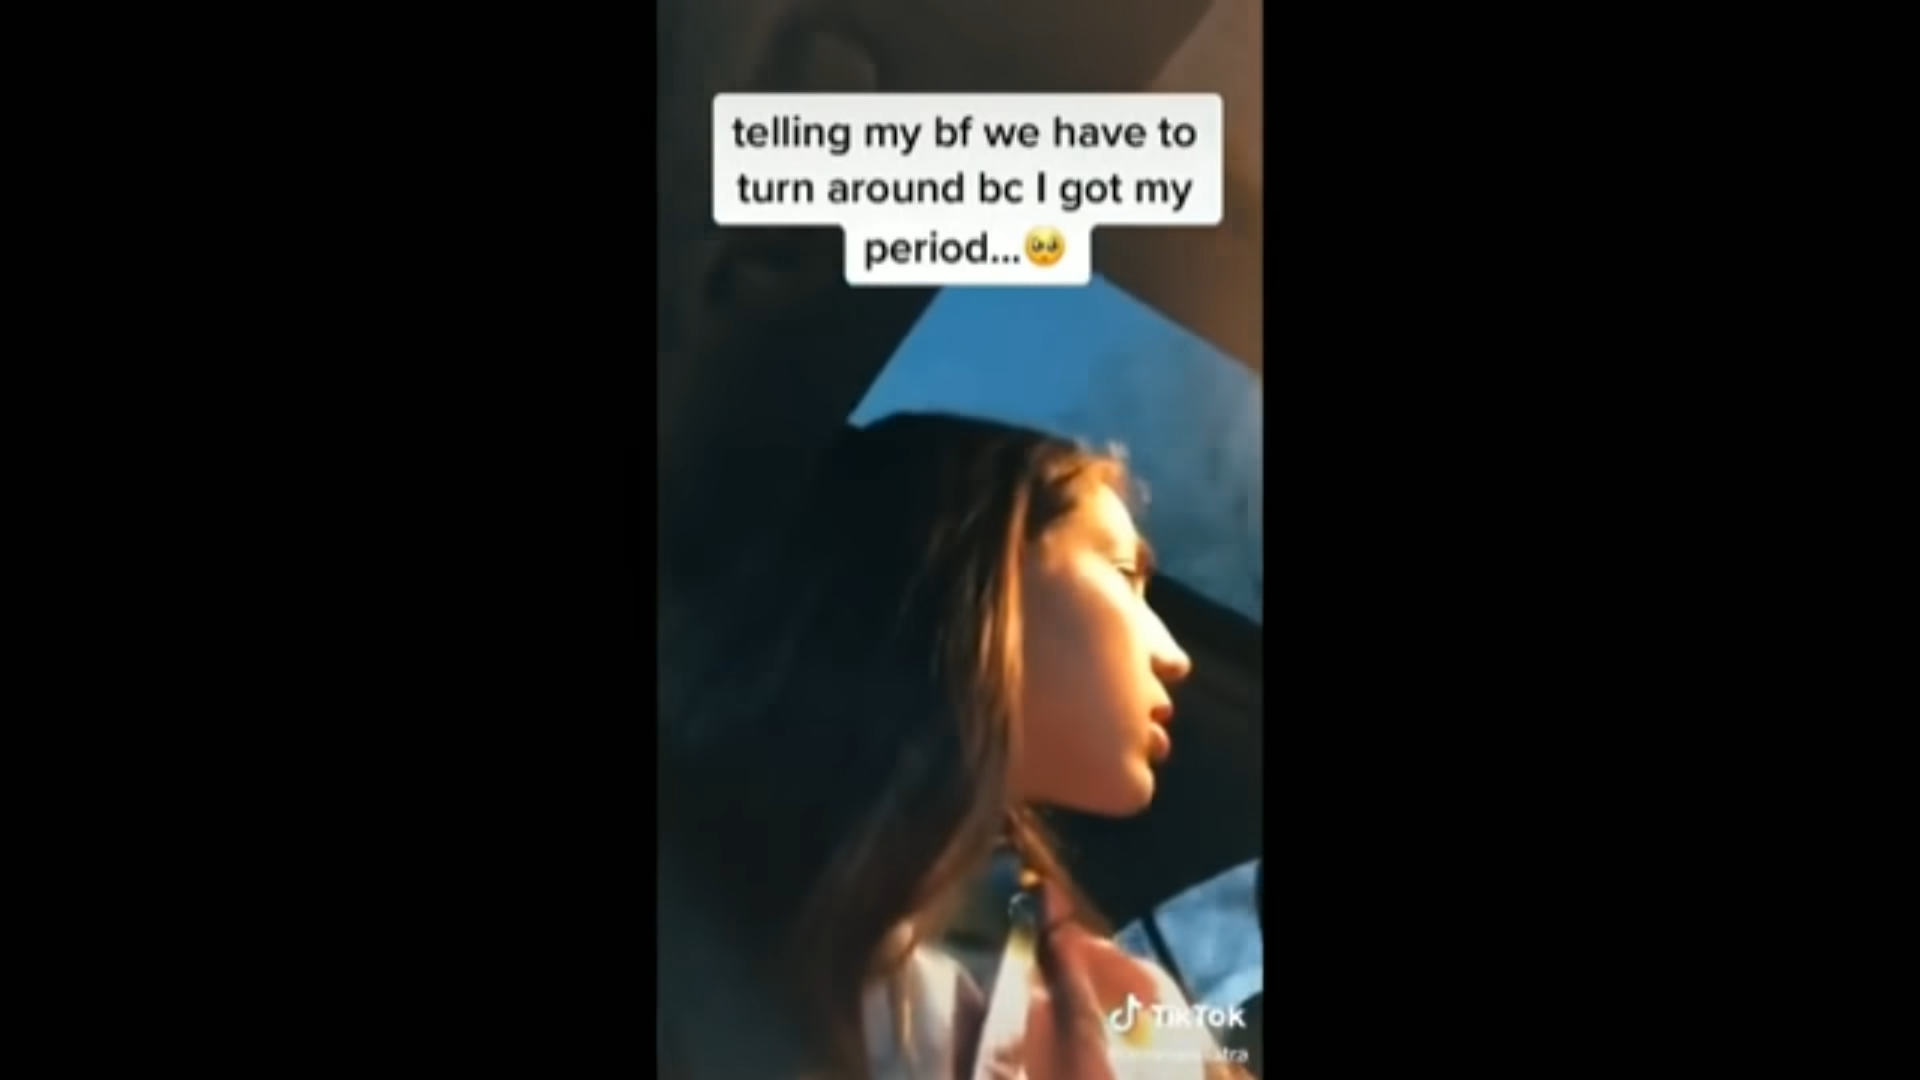 telling my bf we have to
turn around bc I got my
period...🥺
TikTok